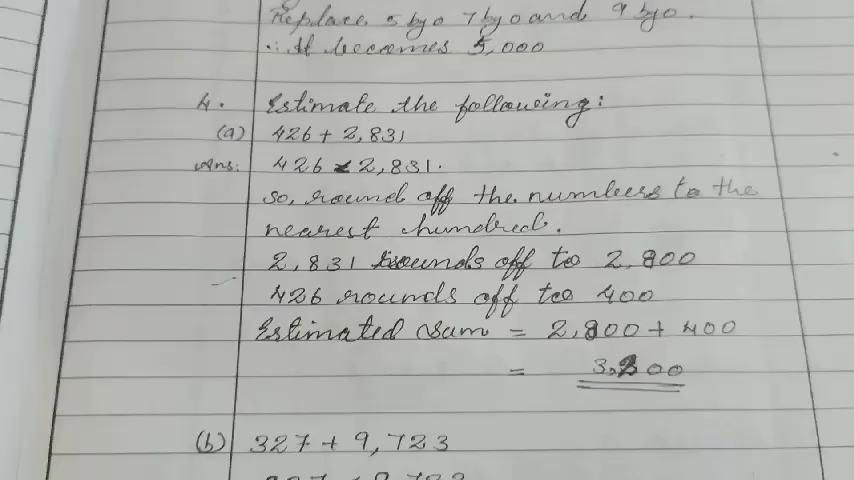 Replace 5 by 0 7 by 0 and 9 by 0.
∴ It becomes 5,000
4. Estimate the following:
(a) 426 + 2,831
Ans: 426 < 2,831.
so, round off the numbers to the
nearest hundred.
2,831 rounds off to 2,800
426 rounds off to 400
Estimated sum = 2,800 + 400
= 3,200
(b) 327 + 9,723